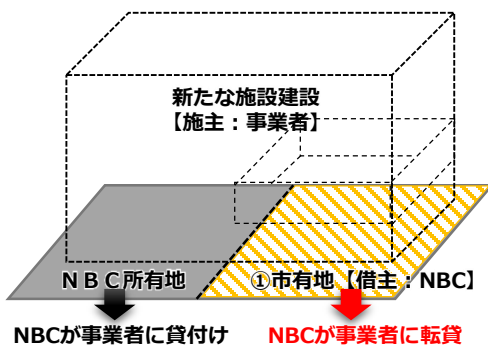 新たな施設建設
【施主：事業者】
ＮＢＣ所有地
①市有地【借主：NBC】
NBCが事業者に貸付け
NBCが事業者に転貸